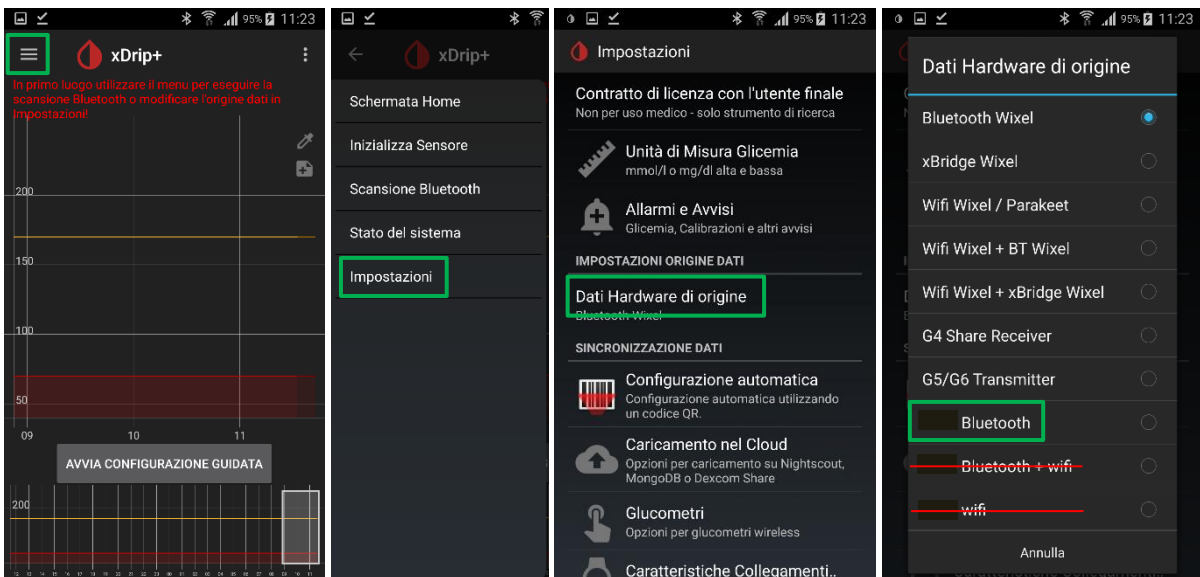 95% 11:23
xDrip+
In primo luogo utilizzare il menu per eseguire la
scansione Bluetooth o modificare l'origine dati in
Impostazioni!
200
150
100
50
09 10 11
AVVIA CONFIGURAZIONE GUIDATA
200
xDrip+
Schermata Home
Inizializza Sensore
Scansione Bluetooth
Stato del sistema
Impostazioni
95% 11:23
Impostazioni
Contratto di licenza con l'utente finale
Non per uso medico - solo strumento di ricerca
Unità di Misura Glicemia
mmol/l o mg/dl alta e bassa
Allarmi e Avvisi
Glicemia, Calibrazioni e altri avvisi
IMPOSTAZIONI ORIGINE DATI
Dati Hardware di origine
Bluetooth Wixel
SINCRONIZZAZIONE DATI
Configurazione automatica
Configurazione automatica utilizzando
un codice QR.
Caricamento nel Cloud
Opzioni per caricamento su Nightscout,
MongoDB o Dexcom Share
Glucometri
Opzioni per glucometri wireless
Caratteristiche Collegamenti..
95% 11:23
Dati Hardware di origine
Bluetooth Wixel
xBridge Wixel
Wifi Wixel / Parakeet
Wifi Wixel + BT Wixel
Wifi Wixel + xBridge Wixel
G4 Share Receiver
G5/G6 Transmitter
Bluetooth
Bluetooth + wifi
wifi
Annulla